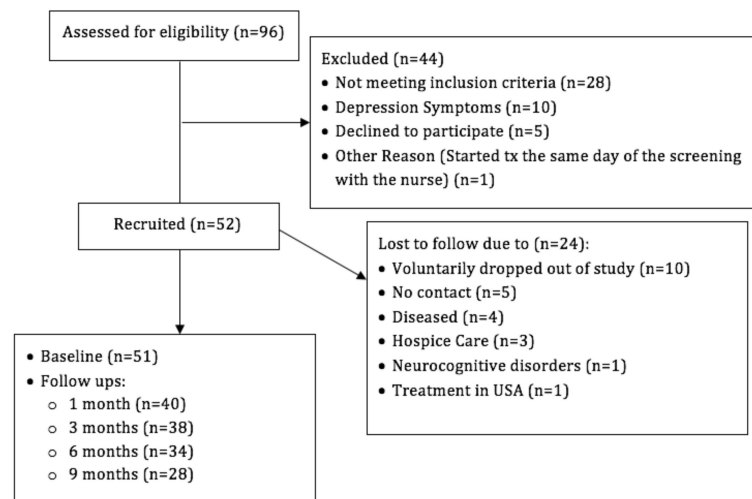 Assessed for eligibility (n=96)
Excluded (n=44)
• Not meeting inclusion criteria (n=28)
• Depression Symptoms (n=10)
• Declined to participate (n=5)
• Other Reason (Started tx the same day of the screening
with the nurse) (n=1)
Recruited (n=52)
Lost to follow due to (n=24):
• Voluntarily dropped out of study (n=10)
• No contact (n=5)
• Diseased (n=4)
• Hospice Care (n=3)
• Neurocognitive disorders (n=1)
• Treatment in USA (n=1)
• Baseline (n=51)
• Follow ups:
o 1 month (n=40)
o 3 months (n=38)
o 6 months (n=34)
o 9 months (n=28)